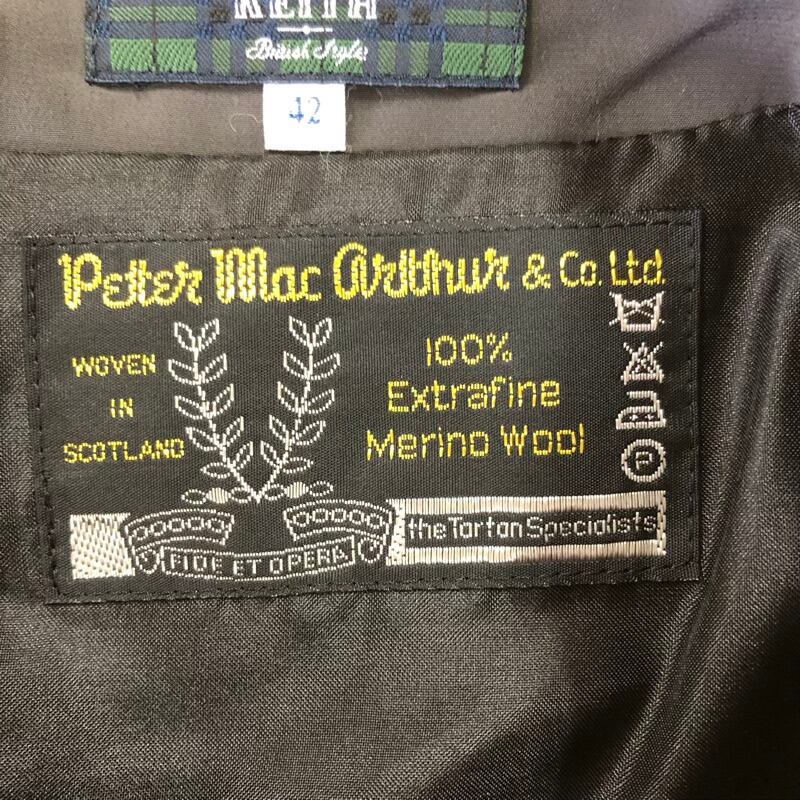 KEITH
British Style
42
Peter Mac Arthur & Co. Ltd.
WOVEN
IN
SCOTLAND
100%
Extrafine
Merino Wool
P
FIDE ET OPERA
the Tartan Specialists